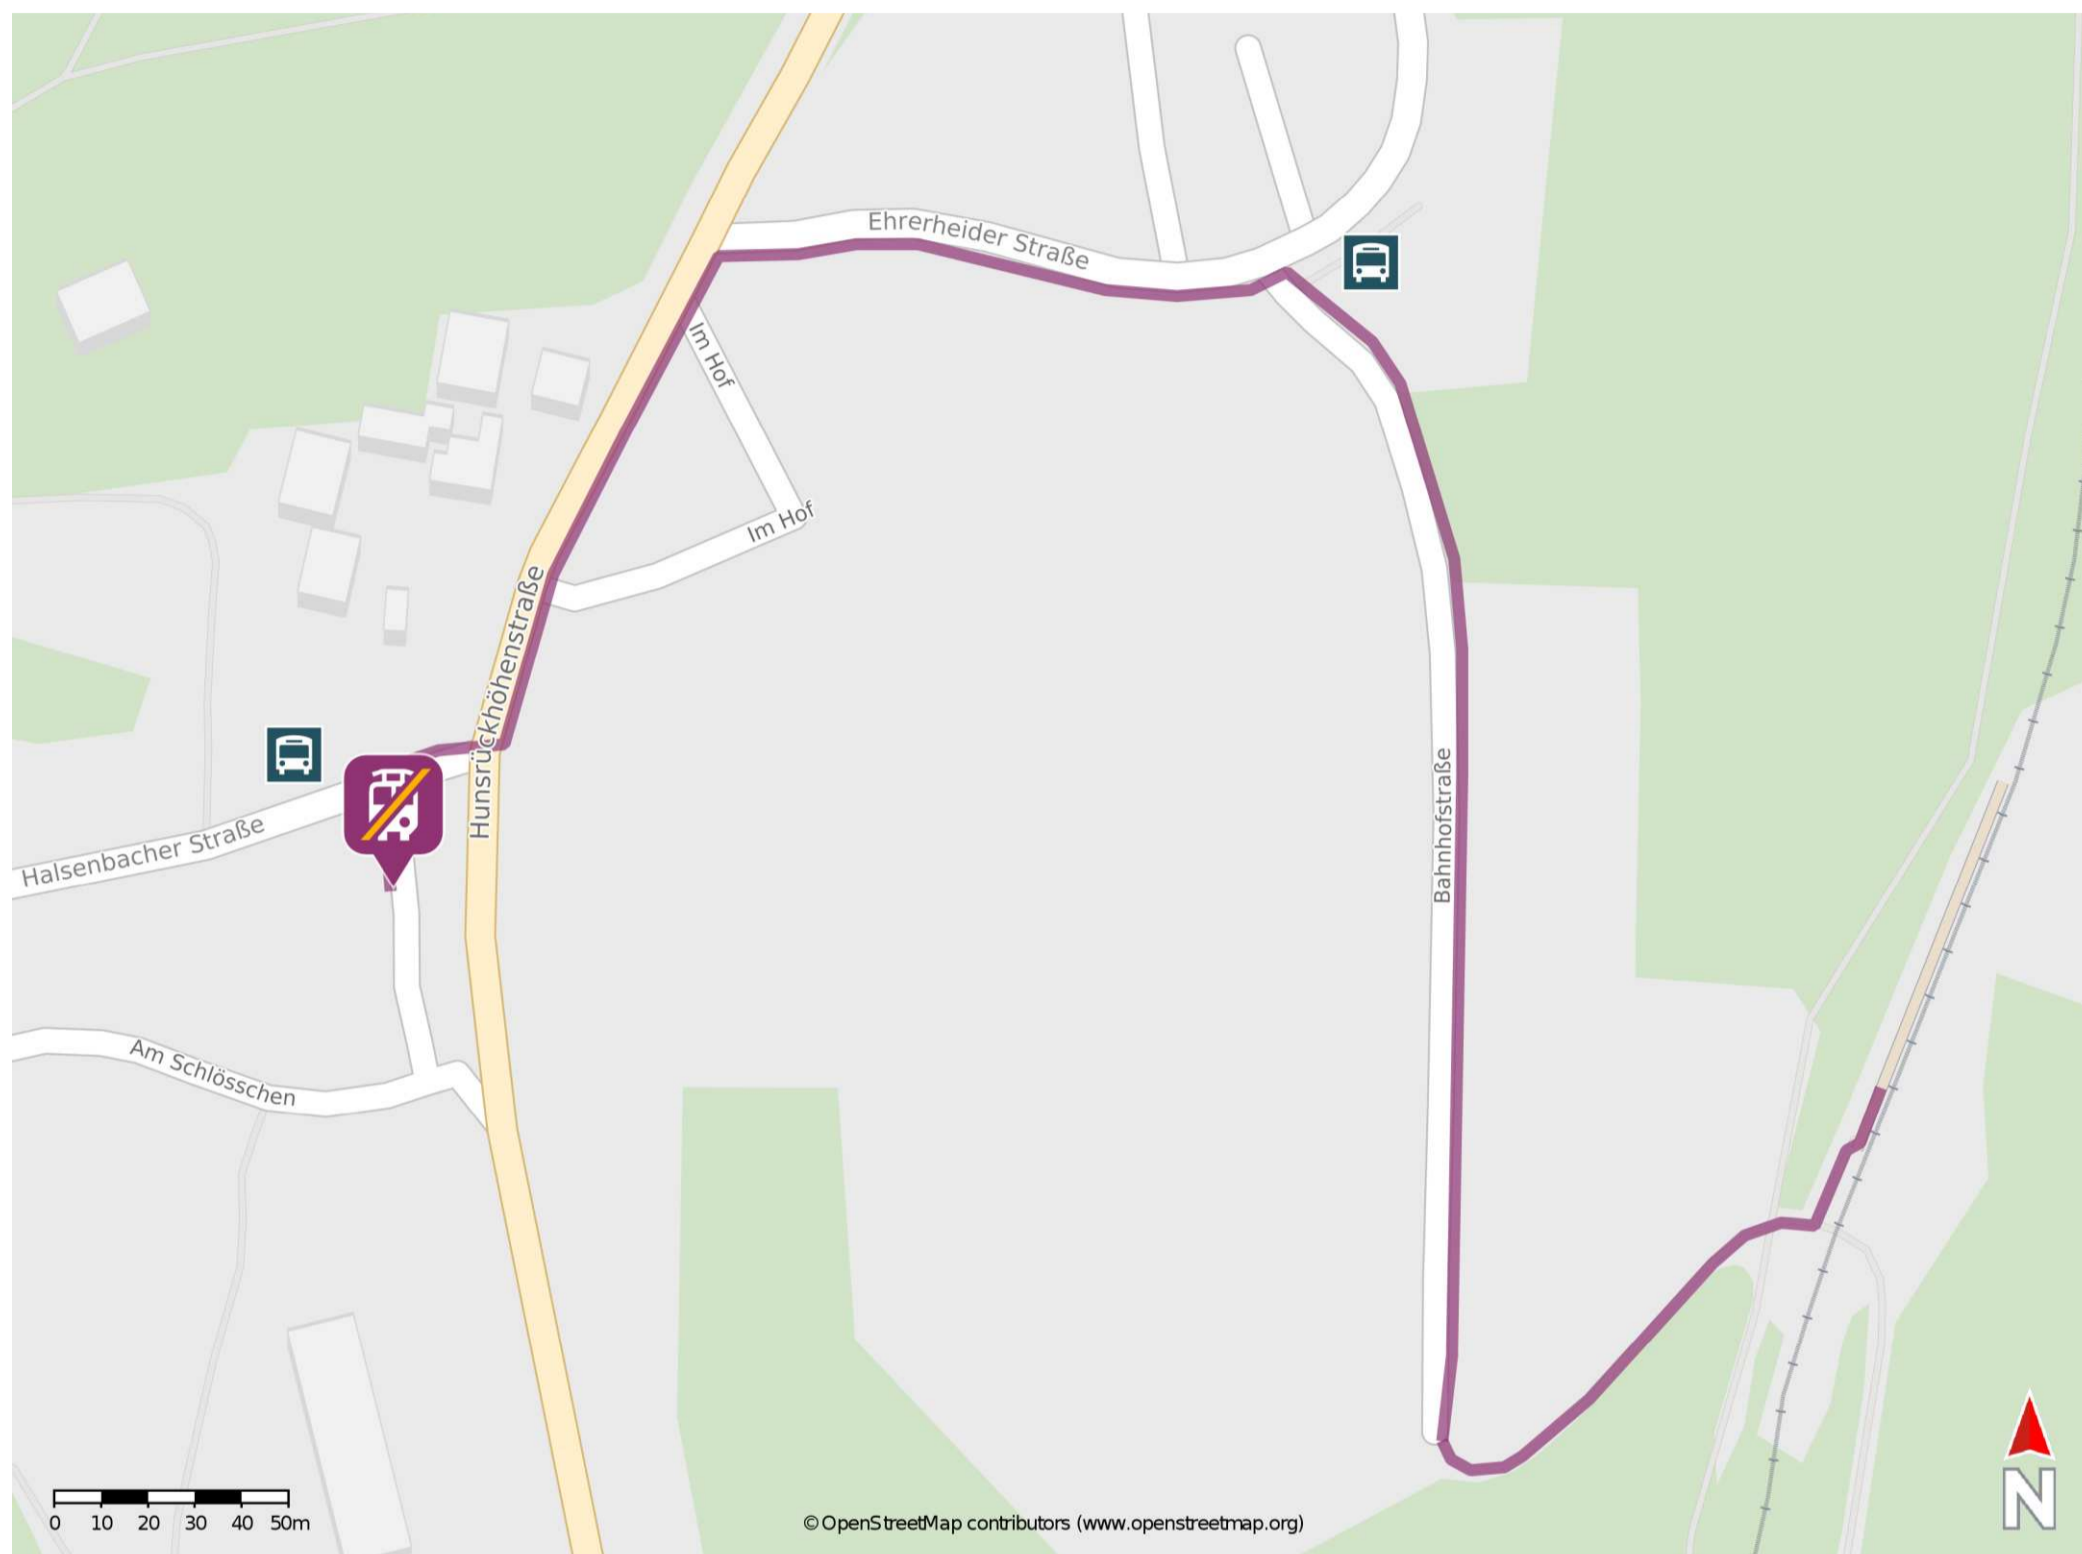 Ehrerheider Straße
Im Hof
Im Hof
Hunsrückhöhenstraße
Bahnhofstraße
Halsenbacher Straße
Am Schlösschen
N
0 10 20 30 40 50m
© OpenStreetMap contributors (www.openstreetmap.org)